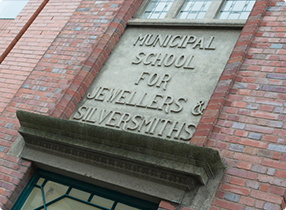 MUNICIPAL
SCHOOL
FOR
JEWELLERS &
SILVERSMITHS